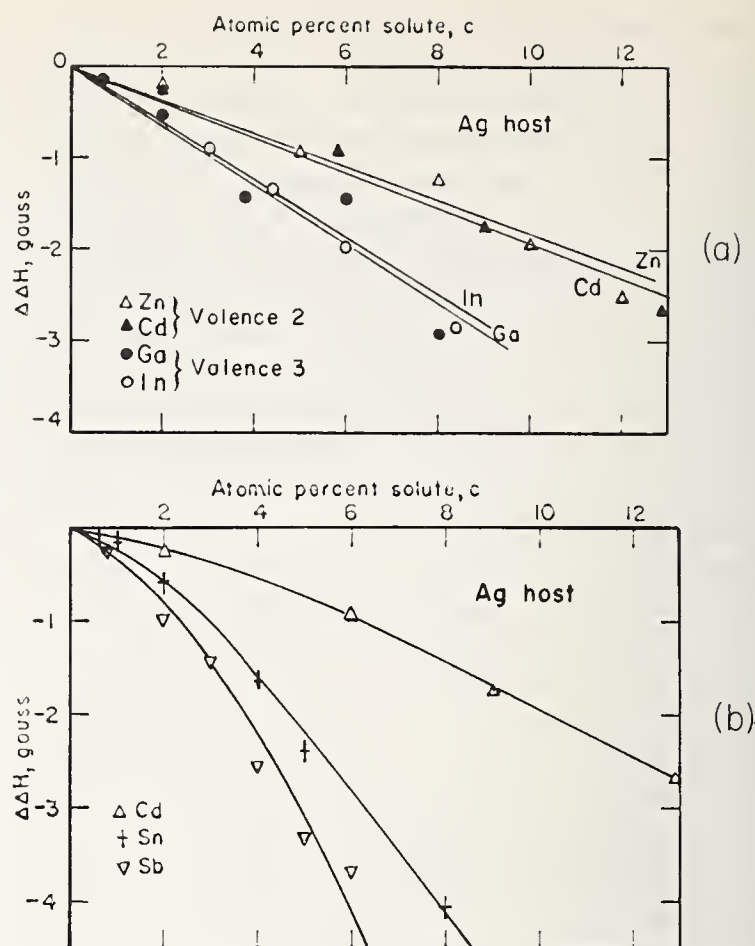 Atomic percent solute, c
2 4 6 8 10 12
0
Ag host
-1
ΔΔH, gauss
-2
(a)
Zn
Cd
In
Ga
△ Zn } Volence 2
▲ Cd
-3
● Ga } Valence 3
○ In
-4
Atomic percent solute, c
2 4 6 8 10 12
Ag host
-1
-2
(b)
ΔΔH, gauss
-3
△ Cd
┼ Sn
▽ Sb
-4